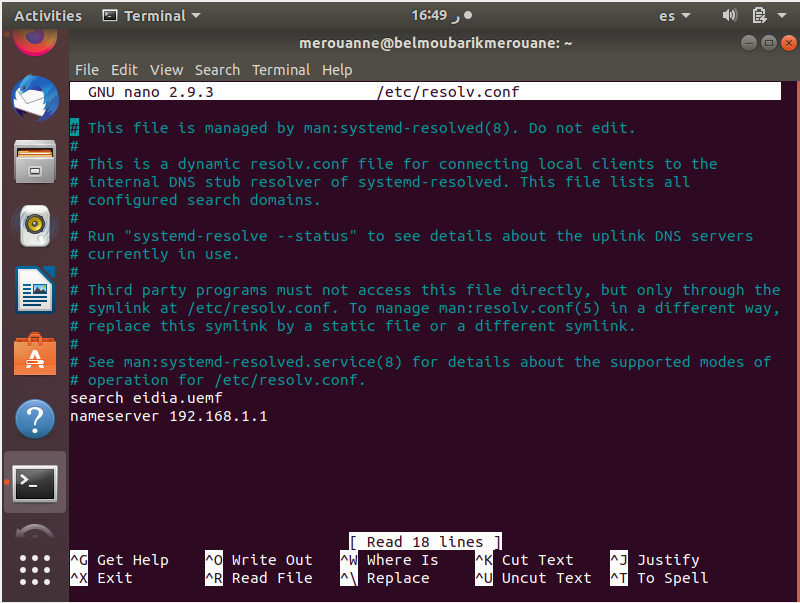 Activities Terminal 16:49 ر es
merouanne@belmoubarikmerouane: ~
File Edit View Search Terminal Help
GNU nano 2.9.3 /etc/resolv.conf
# This file is managed by man:systemd-resolved(8). Do not edit.
#
# This is a dynamic resolv.conf file for connecting local clients to the
# internal DNS stub resolver of systemd-resolved. This file lists all
# configured search domains.
#
# Run "systemd-resolve --status" to see details about the uplink DNS servers
# currently in use.
#
# Third party programs must not access this file directly, but only through the
# symlink at /etc/resolv.conf. To manage man:resolv.conf(5) in a different way,
# replace this symlink by a static file or a different symlink.
#
# See man:systemd-resolved.service(8) for details about the supported modes of
# operation for /etc/resolv.conf.
search eidia.uemf
nameserver 192.168.1.1
[ Read 18 lines ]
^G Get Help ^O Write Out ^W Where Is ^K Cut Text ^J Justify
^X Exit ^R Read File ^\ Replace ^U Uncut Text ^T To Spell